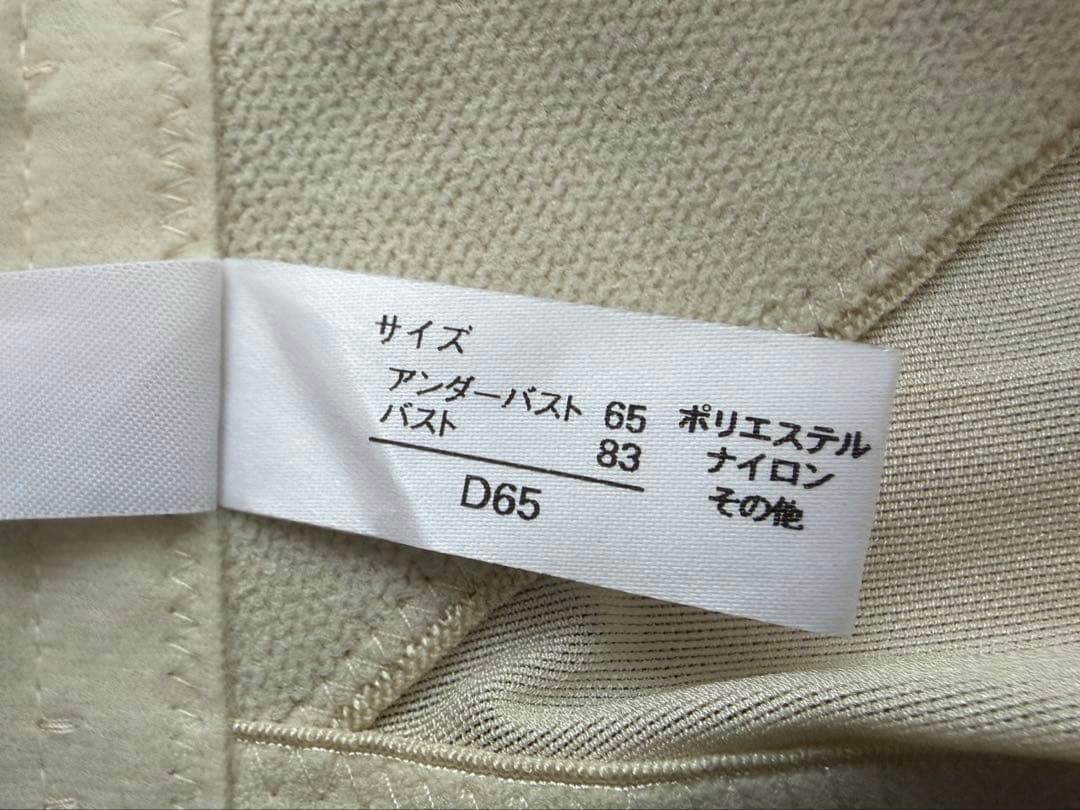 サイズ
アンダーバスト 65
バスト 83
D65
ポリエステル
ナイロン
その他